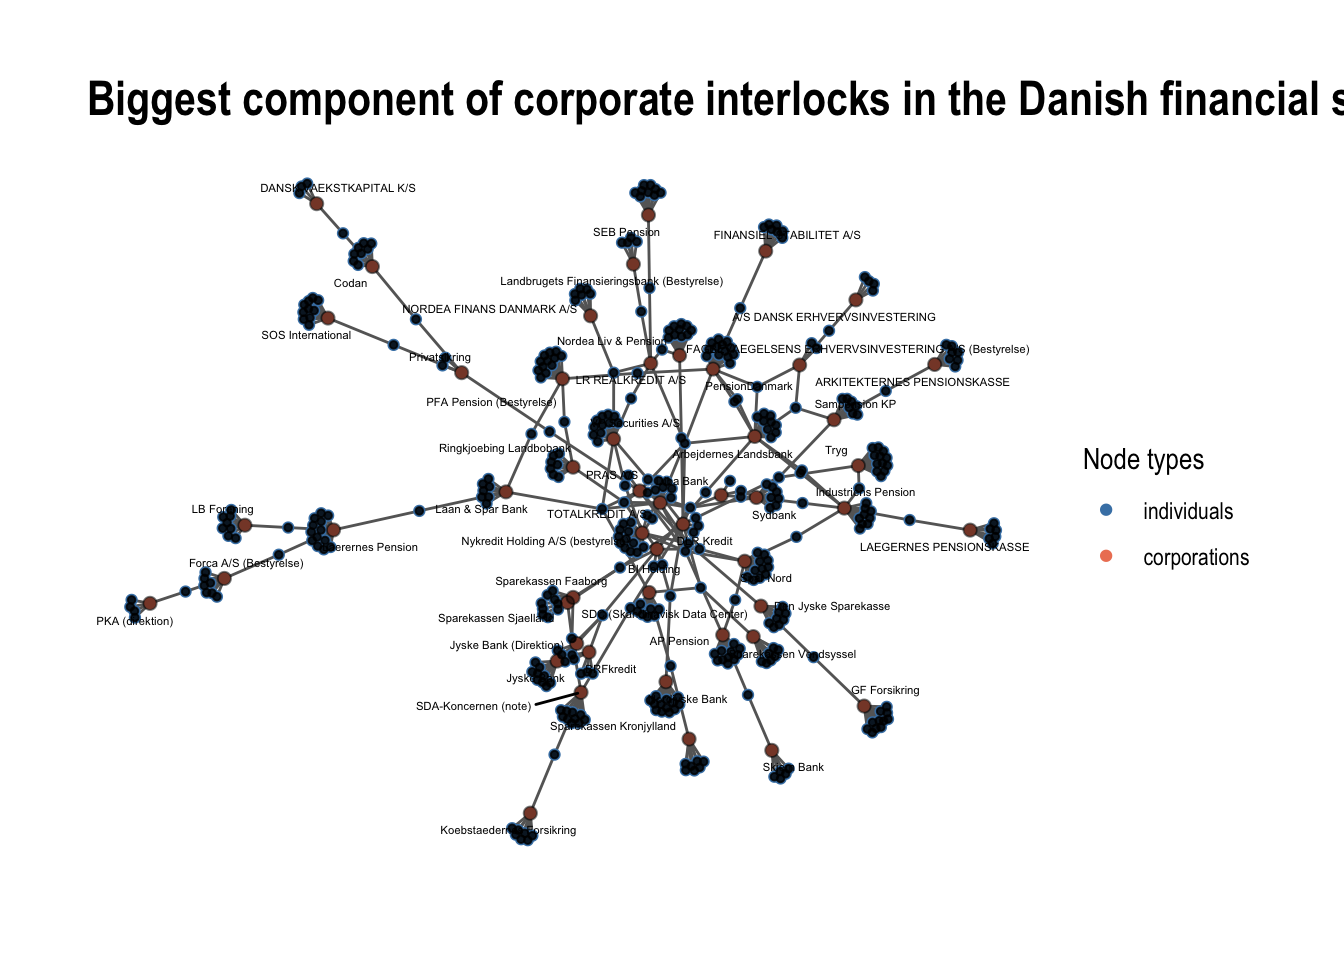 Biggest component of corporate interlocks in the Danish financial s
DANSK VAEKSTKAPITAL K/S
SEB Pension
FINANSIEL STABILITET A/S
Codan
Landbrugets Finansieringsbank (Bestyrelse)
NORDEA FINANS DANMARK A/S
A/S DANSK ERHVERVSINVESTERING
SOS International
Nordea Liv & Pension
ERHVERVSINVESTERING
(Bestyrelse)
Privatsikring
LR REALKREDIT A/S
PensionDanmark
ARKITEKTERNES PENSIONSKASSE
PFA Pension (Bestyrelse)
Sampension KP
Securities A/S
Ringkjoebing Landbobank
Arbejdernes Landsbank
Tryg
PRAS A/S
Bank
Industriens Pension
LB Forening
Laan & Spar Bank
TOTALKREDIT A/S
Sydbank
Pension
Nykredit Holding A/S (bestyrelse)
DLR Kredit
LAEGERNES PENSIONSKASSE
Forca A/S (Bestyrelse)
BI Holding
Nord
Sparekassen Faaborg
PKA (direktion)
Sparekassen Sjaelland
SDC (Skandinavisk Data Center)
Den Jyske Sparekasse
Jyske Bank (Direktion)
AP Pension
Sparekassen Vendsyssel
BRFkredit
Jyske Bank
GF Forsikring
SDA-Koncernen (note)
Bank
Sparekassen Kronjylland
Skjern Bank
Koebstaedernes Forsikring
Node types
individuals
corporations